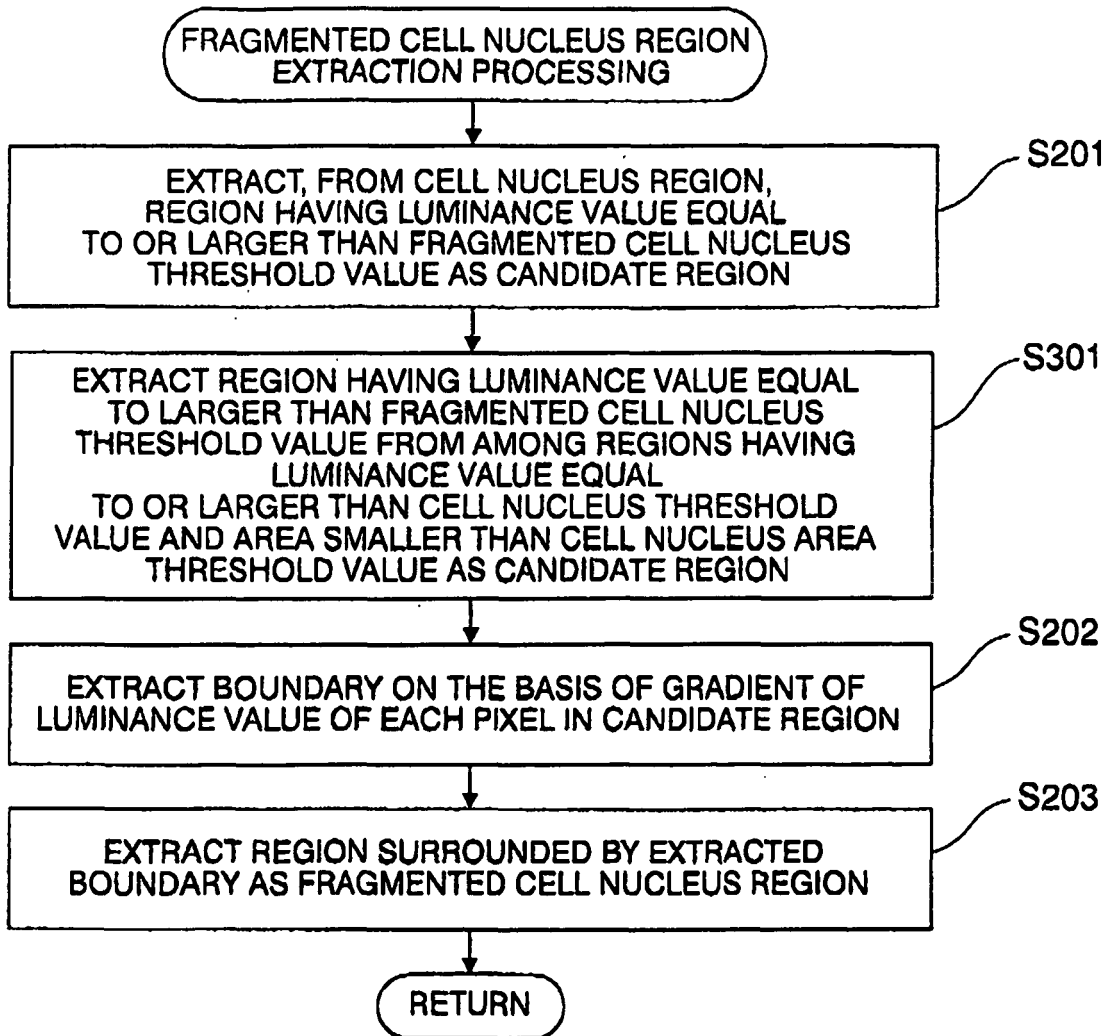 FRAGMENTED CELL NUCLEUS REGION
EXTRACTION PROCESSING
S201
EXTRACT, FROM CELL NUCLEUS REGION,
REGION HAVING LUMINANCE VALUE EQUAL
TO OR LARGER THAN FRAGMENTED CELL NUCLEUS
THRESHOLD VALUE AS CANDIDATE REGION
S301
EXTRACT REGION HAVING LUMINANCE VALUE EQUAL
TO LARGER THAN FRAGMENTED CELL NUCLEUS
THRESHOLD VALUE FROM AMONG REGIONS HAVING
LUMINANCE VALUE EQUAL
TO OR LARGER THAN CELL NUCLEUS THRESHOLD
VALUE AND AREA SMALLER THAN CELL NUCLEUS AREA
THRESHOLD VALUE AS CANDIDATE REGION
S202
EXTRACT BOUNDARY ON THE BASIS OF GRADIENT OF
LUMINANCE VALUE OF EACH PIXEL IN CANDIDATE REGION
S203
EXTRACT REGION SURROUNDED BY EXTRACTED
BOUNDARY AS FRAGMENTED CELL NUCLEUS REGION
RETURN